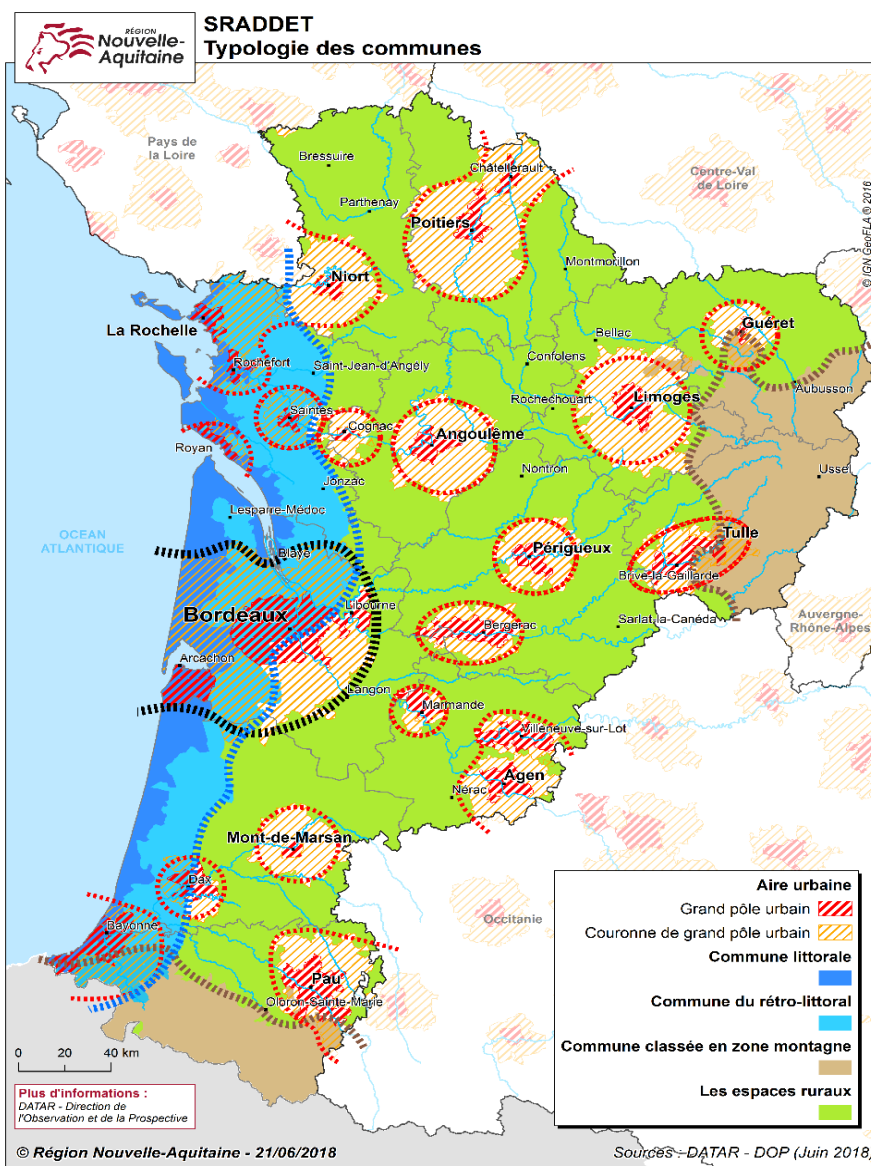 RÉGION
Nouvelle-
Aquitaine
SRADDET
Typologie des communes
Pays de
la Loire
Bressuire
Châtellerault
Centre-Val
de Loire
Parthenay
Poitiers
© IGN GéoFLA ® 2016
Montmorillon
Niort
La Rochelle
Guéret
Bellac
Rochefort
Saint-Jean-d'Angély
Confolens
Aubusson
Rochechouart
Limoges
Saintes
Cognac
Angoulême
Royan
Nontron
Ussel
Jonzac
Lesparre-Médoc
OCEAN
ATLANTIQUE
Tulle
Blaye
Périgueux
Brive-la-Gaillarde
Bordeaux
Libourne
Auvergne-
Rhône-Alpes
Sarlat-la-Canéda
Bergerac
Arcachon
Langon
Marmande
Villeneuve-sur-Lot
Agen
Nérac
Mont-de-Marsan
Dax
Occitanie
Bayonne
Pau
Oloron-Sainte-Marie
Aire urbaine
Grand pôle urbain
Couronne de grand pôle urbain
Commune littorale
Commune du rétro-littoral
Commune classée en zone montagne
Les espaces ruraux
0 20 40 km
Plus d'informations :
DATAR - Direction de
l'Observation et de la Prospective
© Région Nouvelle-Aquitaine - 21/06/2018
Sources : DATAR - DOP (Juin 2018)